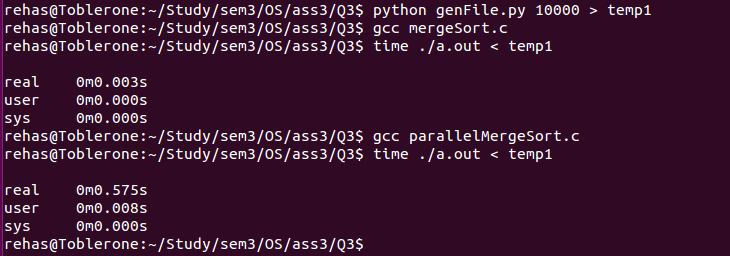 rehas@Toblerone:~/Study/sem3/OS/ass3/Q3$ python genFile.py 10000 > temp1
rehas@Toblerone:~/Study/sem3/OS/ass3/Q3$ gcc mergeSort.c
rehas@Toblerone:~/Study/sem3/OS/ass3/Q3$ time ./a.out < temp1
real 0m0.003s
user 0m0.000s
sys 0m0.000s
rehas@Toblerone:~/Study/sem3/OS/ass3/Q3$ gcc parallelMergeSort.c
rehas@Toblerone:~/Study/sem3/OS/ass3/Q3$ time ./a.out < temp1
real 0m0.575s
user 0m0.008s
sys 0m0.000s
rehas@Toblerone:~/Study/sem3/OS/ass3/Q3$